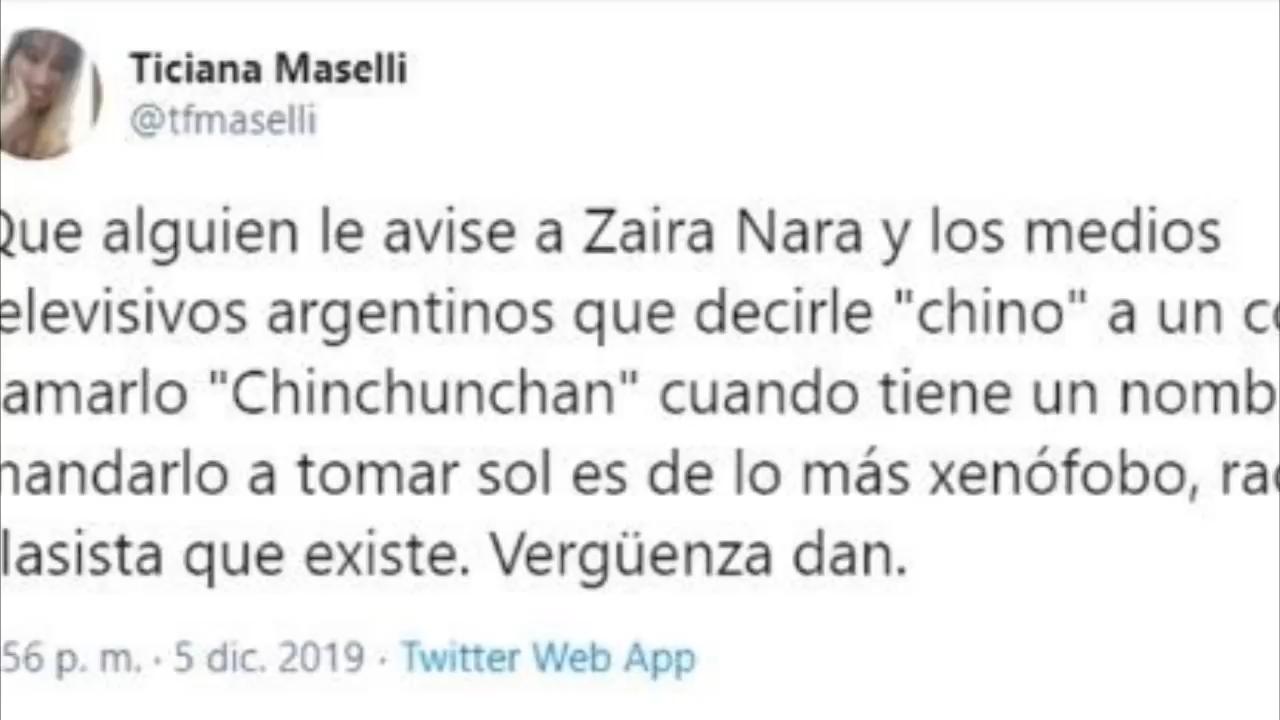 Ticiana Maselli
@tfmaselli
Que alguien le avise a Zaira Nara y los medios
elevisivos argentinos que decirle "chino" a un co
amarlo "Chinchunchan" cuando tiene un nomb
nandarlo a tomar sol es de lo más xenófobo, rac
lasista que existe. Vergüenza dan.
56 p. m. · 5 dic. 2019 · Twitter Web App